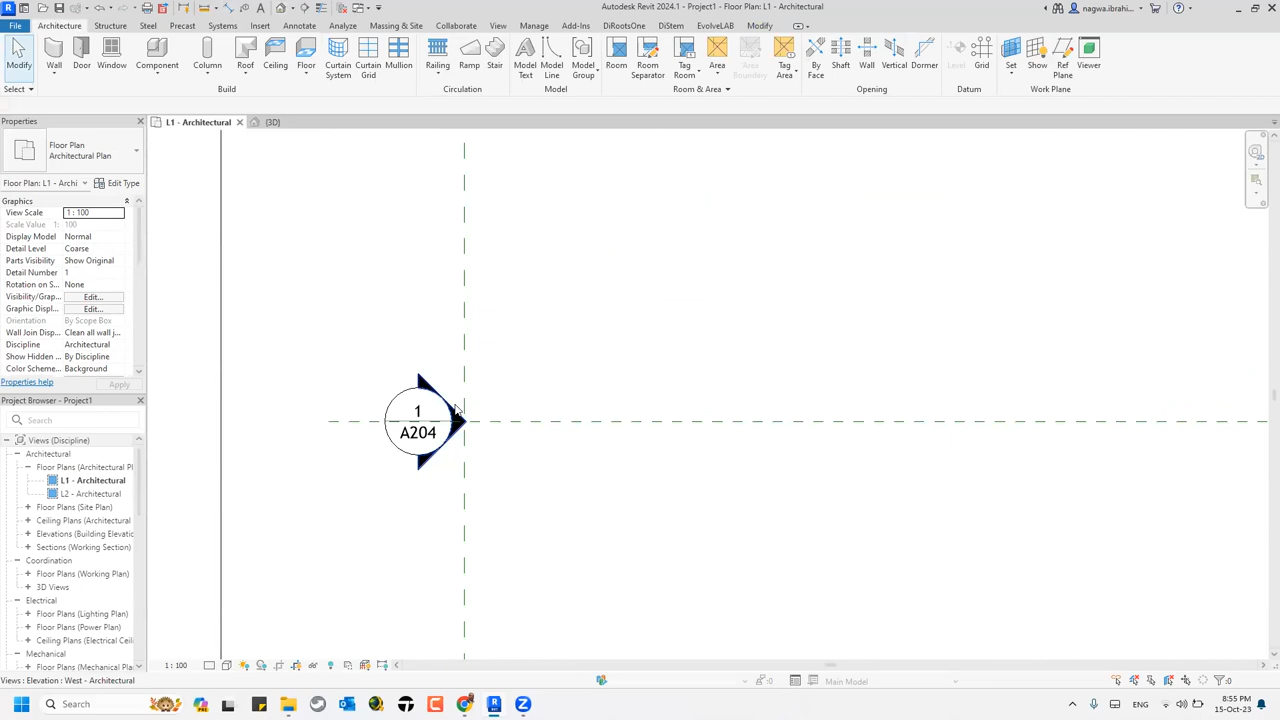 Autodesk Revit 2024.1 - Project1 - Floor Plan: L1 - Architectural
nagwa.ibrahi...
File Architecture Structure Steel Precast Systems Insert Annotate Analyze Massing & Site Collaborate View Manage Add-Ins DiRootsOne DiStem EvolveLAB Modify
Modify Wall Door Window Component Column Roof Ceiling Floor Curtain System Curtain Grid Mullion Railing Ramp Stair Model Text Model Line Model Group Room Room Separator Tag Room Area Area Boundary Tag Area By Face Shaft Wall Vertical Dormer Level Grid Set Show Ref Plane Viewer
Select Build Circulation Model Room & Area Opening Datum Work Plane
Properties
L1 - Architectural
{3D}
Floor Plan
Architectural Plan
Floor Plan: L1 - Archi
Edit Type
Graphics
View Scale 1 : 100
Scale Value 1: 100
Display Model Normal
Detail Level Coarse
Parts Visibility Show Original
Detail Number 1
Rotation on S... None
Visibility/Grap... Edit...
Graphic Displ... Edit...
Orientation By Scope Box
Wall Join Disp... Clean all wall j...
Discipline Architectural
Show Hidden ... By Discipline
Color Scheme... Background
Properties help Apply
Project Browser - Project1
Search
Views (Discipline)
Architectural
Floor Plans (Architectural Pl
L1 - Architectural
L2 - Architectural
Floor Plans (Site Plan)
Ceiling Plans (Architectural
Elevations (Building Elevatio
Sections (Working Section)
Coordination
Floor Plans (Working Plan)
3D Views
Electrical
Floor Plans (Lighting Plan)
Floor Plans (Power Plan)
Ceiling Plans (Electrical Ceil
Mechanical
Floor Plans (Mechanical Pla
1
A204
1 : 100
Views : Elevation : West - Architectural
:0
Main Model
:0
Search
ENG
8:55 PM
15-Oct-23